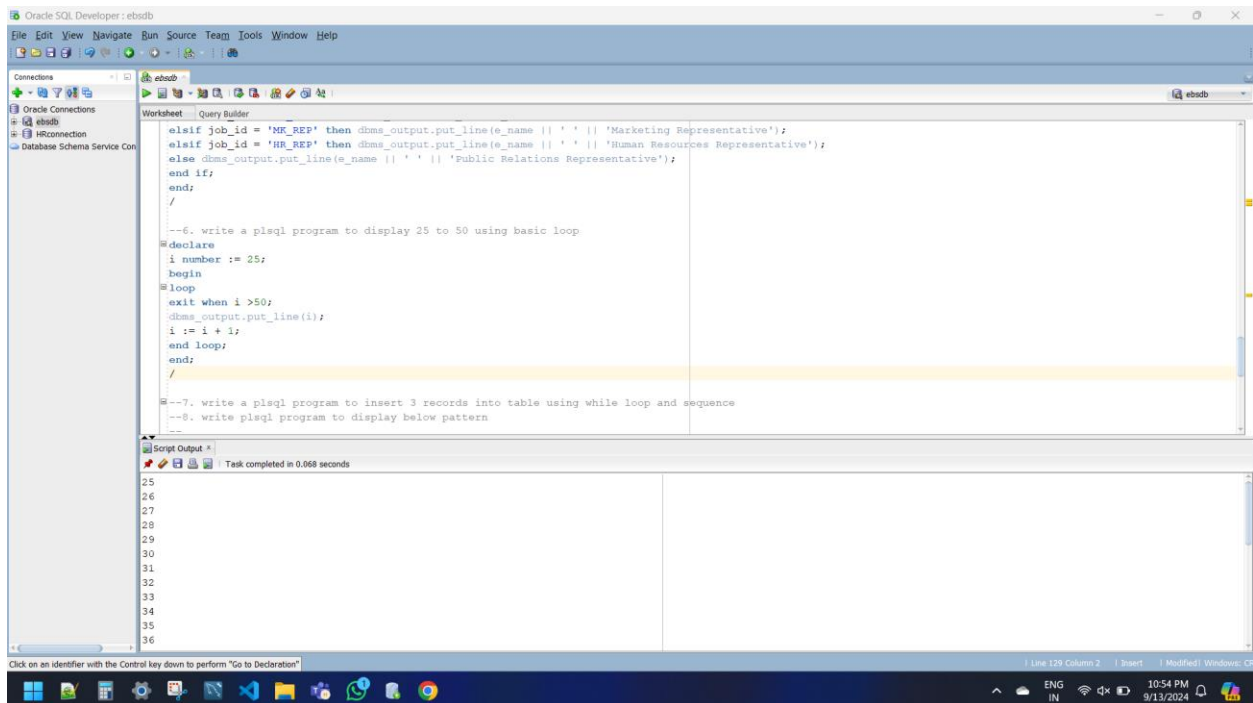 Oracle SQL Developer : ebsdb
File Edit View Navigate Run Source Team Tools Window Help
Connections
ebsdb
ebsdb
Oracle Connections
ebsdb
HRconnection
Database Schema Service Con
Worksheet Query Builder
elsif job_id = 'MK_REP' then dbms_output.put_line(e_name || ' ' || 'Marketing Representative');
elsif job_id = 'HR_REP' then dbms_output.put_line(e_name || ' ' || 'Human Resources Representative');
else dbms_output.put_line(e_name || ' ' || 'Public Relations Representative');
end if;
end;
/
--6. write a plsql program to display 25 to 50 using basic loop
declare
i number := 25;
begin
loop
exit when i >50;
dbms_output.put_line(i);
i := i + 1;
end loop;
end;
/
--7. write a plsql program to insert 3 records into table using while loop and sequence
--8. write plsql program to display below pattern
--
Script Output
Task completed in 0.068 seconds
25
26
27
28
29
30
31
32
33
34
35
36
Click on an identifier with the Control key down to perform "Go to Declaration"
Line 129 Column 2 Insert Modified Windows: CR
ENG
IN
10:54 PM
9/13/2024